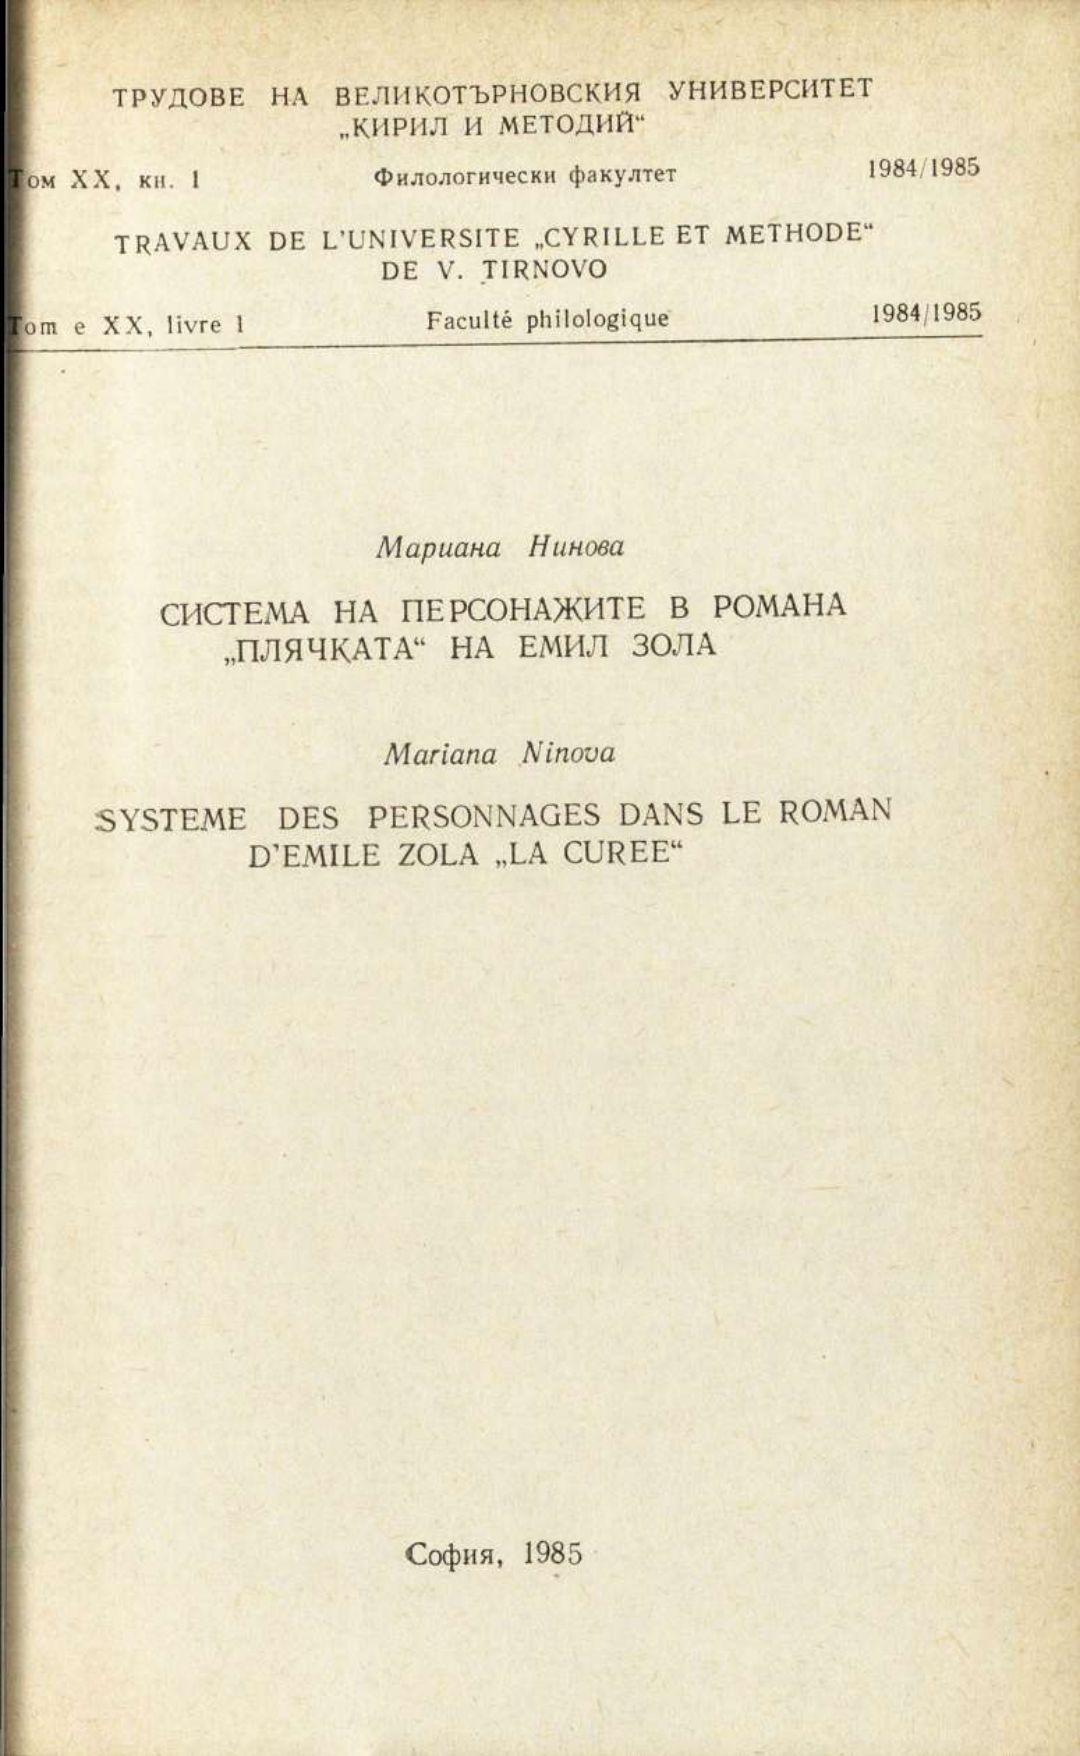 ТРУДОВЕ НА ВЕЛИКОТЪРНОВСКИЯ УНИВЕРСИТЕТ
„КИРИЛ И МЕТОДИЙ“
Том XX, кн. 1 Филологически факултет 1984/1985
TRAVAUX DE L'UNIVERSITE „CYRILLE ET METHODE“
DE V. TIRNOVO
Tom e XX, livre 1 Faculté philologique 1984/1985
Мариана Нинова
СИСТЕМА НА ПЕРСОНАЖИТЕ В РОМАНА
„ПЛЯЧКАТА“ НА ЕМИЛ ЗОЛА
Mariana Ninova
SYSTEME DES PERSONNAGES DANS LE ROMAN
D'EMILE ZOLA „LA CUREE“
София, 1985